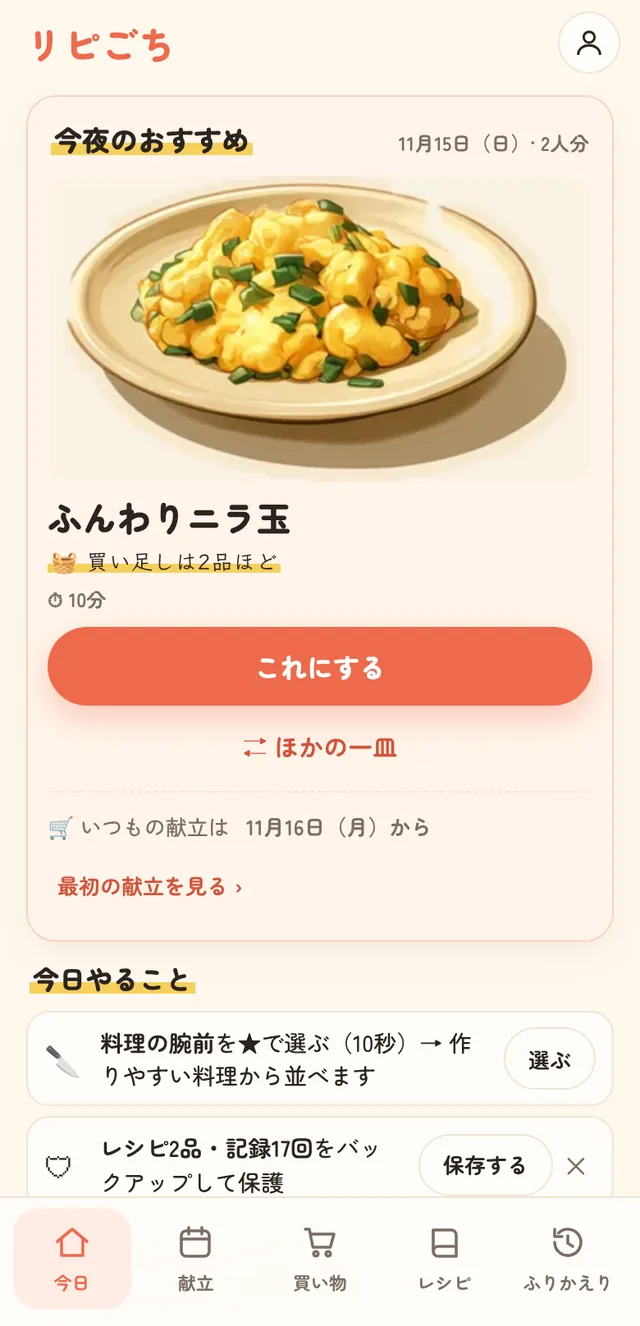 リピごち
今夜のおすすめ
11月15日（日）· 2人分
ふんわりニラ玉
🧺 買い足しは2品ほど
⏱ 10分
これにする
⇄ ほかの一皿
🛒 いつもの献立は 11月16日（月）から
最初の献立を見る ›
今日やること
料理の腕前を★で選ぶ（10秒）→ 作
りやすい料理から並べます
選ぶ
レシピ2品・記録17回をバッ
クアップして保護
保存する
×
今日
献立
買い物
レシピ
ふりかえり